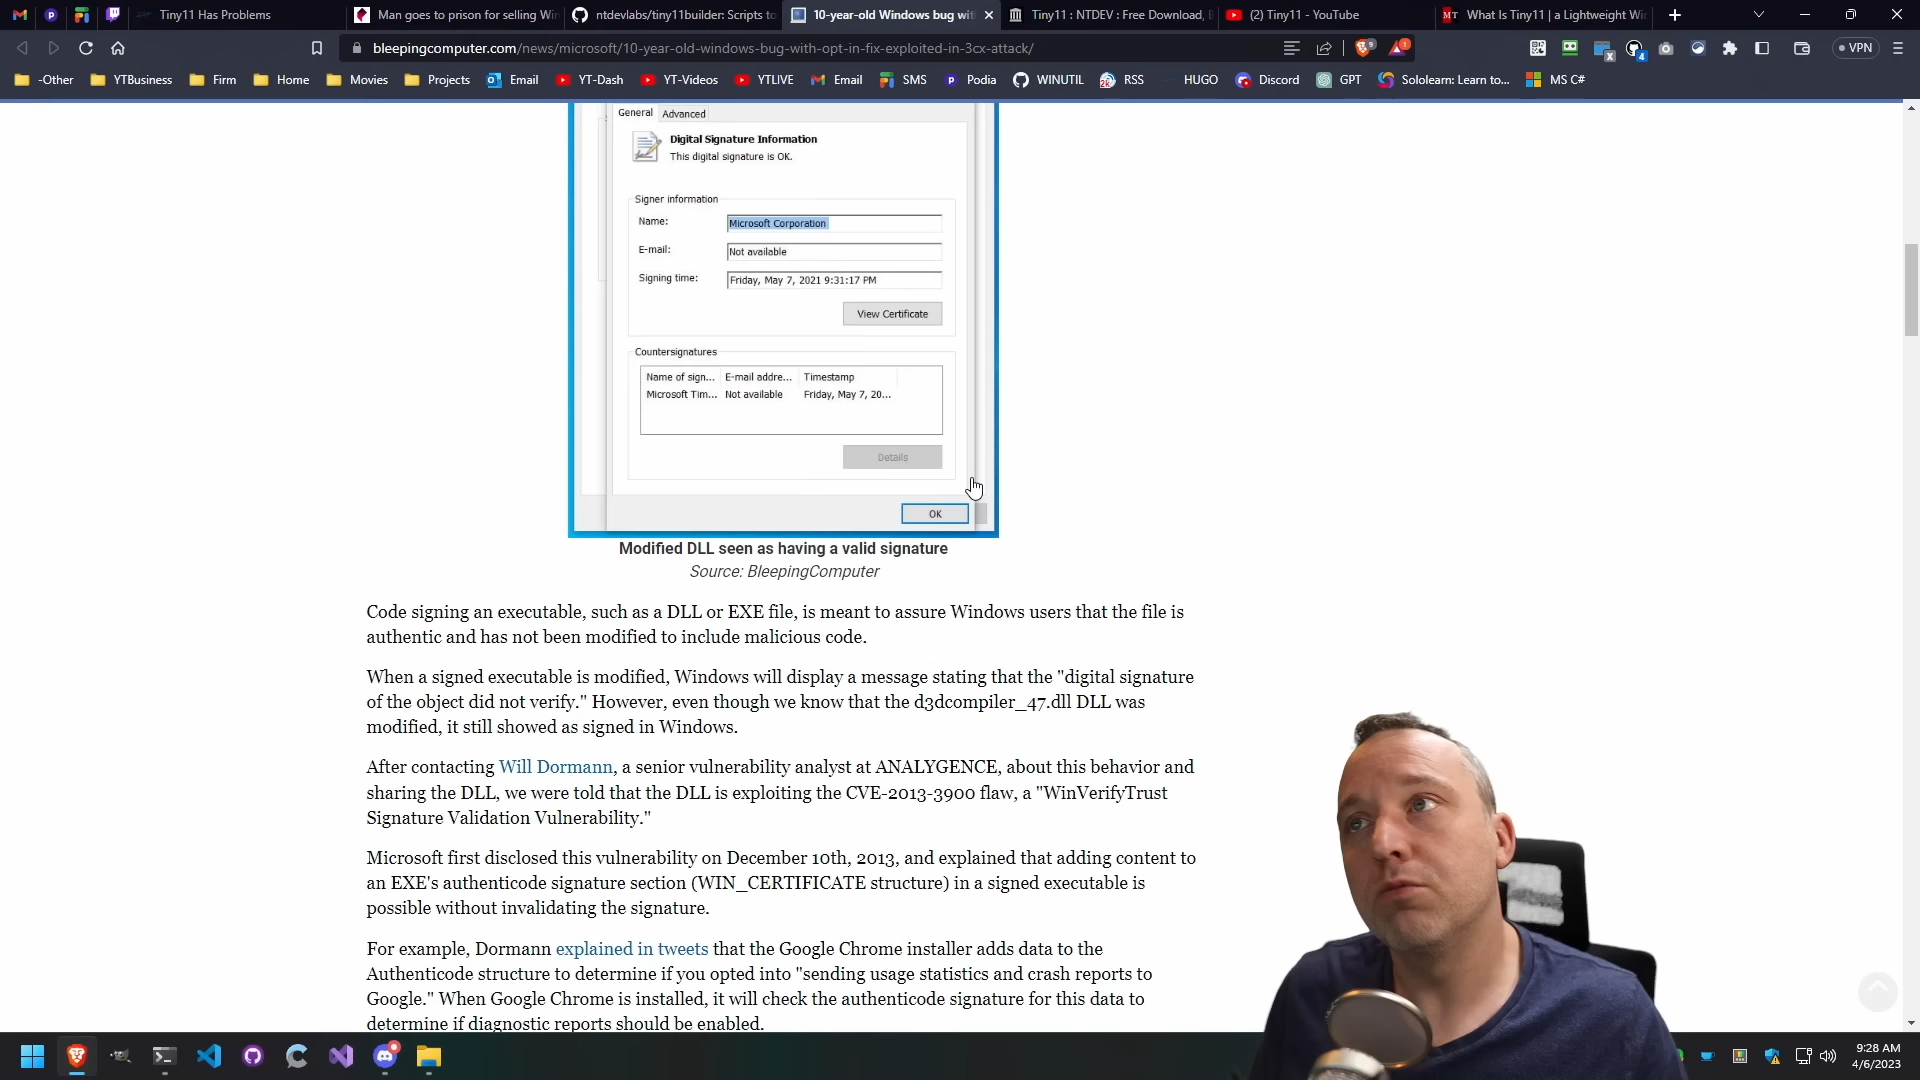 Tiny11 Has Problems
Man goes to prison for selling Win
ntdevlabs/tiny11builder: Scripts to
10-year-old Windows bug wit
Tiny11 : NTDEV : Free Download,
(2) Tiny11 - YouTube
MT What Is Tiny11 | a Lightweight Wi
bleepingcomputer.com/news/microsoft/10-year-old-windows-bug-with-opt-in-fix-exploited-in-3cx-attack/
9 1 4 VPN
-Other YTBusiness Firm Home Movies Projects Email YT-Dash YT-Videos YTLIVE Email SMS Podia WINUTIL RSS HUGO Discord GPT Sololearn: Learn to... MS C#
General Advanced
Digital Signature Information
This digital signature is OK.
Signer information
Name: Microsoft Corporation
E-mail: Not available
Signing time: Friday, May 7, 2021 9:31:17 PM
View Certificate
Countersignatures
Name of sign... E-mail addre... Timestamp
Microsoft Tim... Not available Friday, May 7, 20...
Details
OK
Modified DLL seen as having a valid signature
Source: BleepingComputer
Code signing an executable, such as a DLL or EXE file, is meant to assure Windows users that the file is
authentic and has not been modified to include malicious code.
When a signed executable is modified, Windows will display a message stating that the "digital signature
of the object did not verify." However, even though we know that the d3dcompiler_47.dll DLL was
modified, it still showed as signed in Windows.
After contacting Will Dormann, a senior vulnerability analyst at ANALYGENCE, about this behavior and
sharing the DLL, we were told that the DLL is exploiting the CVE-2013-3900 flaw, a "WinVerifyTrust
Signature Validation Vulnerability."
Microsoft first disclosed this vulnerability on December 10th, 2013, and explained that adding content to
an EXE's authenticode signature section (WIN_CERTIFICATE structure) in a signed executable is
possible without invalidating the signature.
For example, Dormann explained in tweets that the Google Chrome installer adds data to the
Authenticode structure to determine if you opted into "sending usage statistics and crash reports to
Google." When Google Chrome is installed, it will check the authenticode signature for this data to
determine if diagnostic reports should be enabled.
9:28 AM
4/6/2023